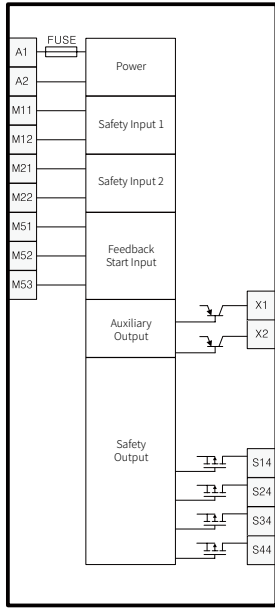 FUSE
A1
Power
A2
M11
Safety Input 1
M12
M21
Safety Input 2
M22
M51
M52
Feedback
Start Input
M53
X1
Auxiliary
Output
X2
Safety
Output
S14
S24
S34
S44